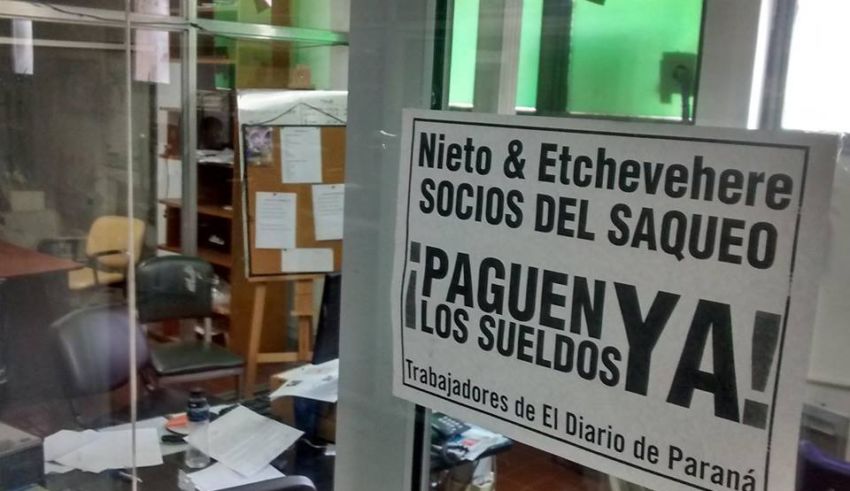 Nieto & Etchevehere
SOCIOS DEL SAQUEO
¡PAGUEN YA!
LOS SUELDOS
Trabajadores de El Diario de Paraná